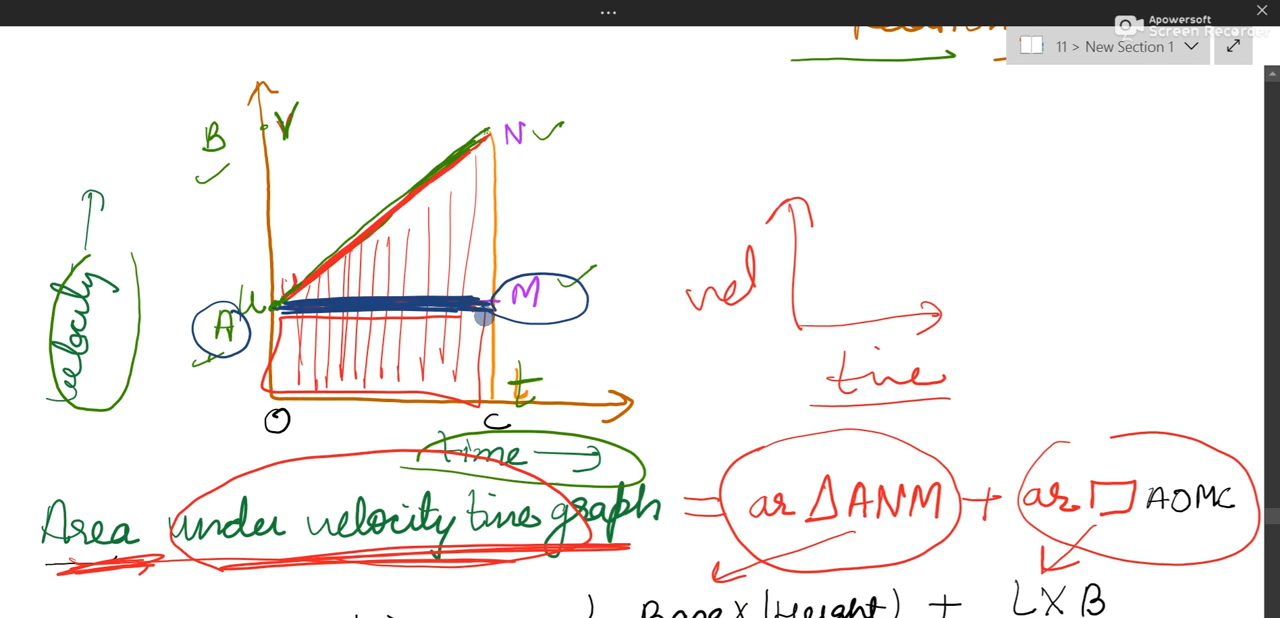 Apowersoft
Screen Recorder
11 > New Section 1
B
V
N
velocity
u
M
A
vel
t
time
O
C
time
Area under velocity time graph = ar △ ANM + ar ▭ AOMC
Base × (Height) + L X B